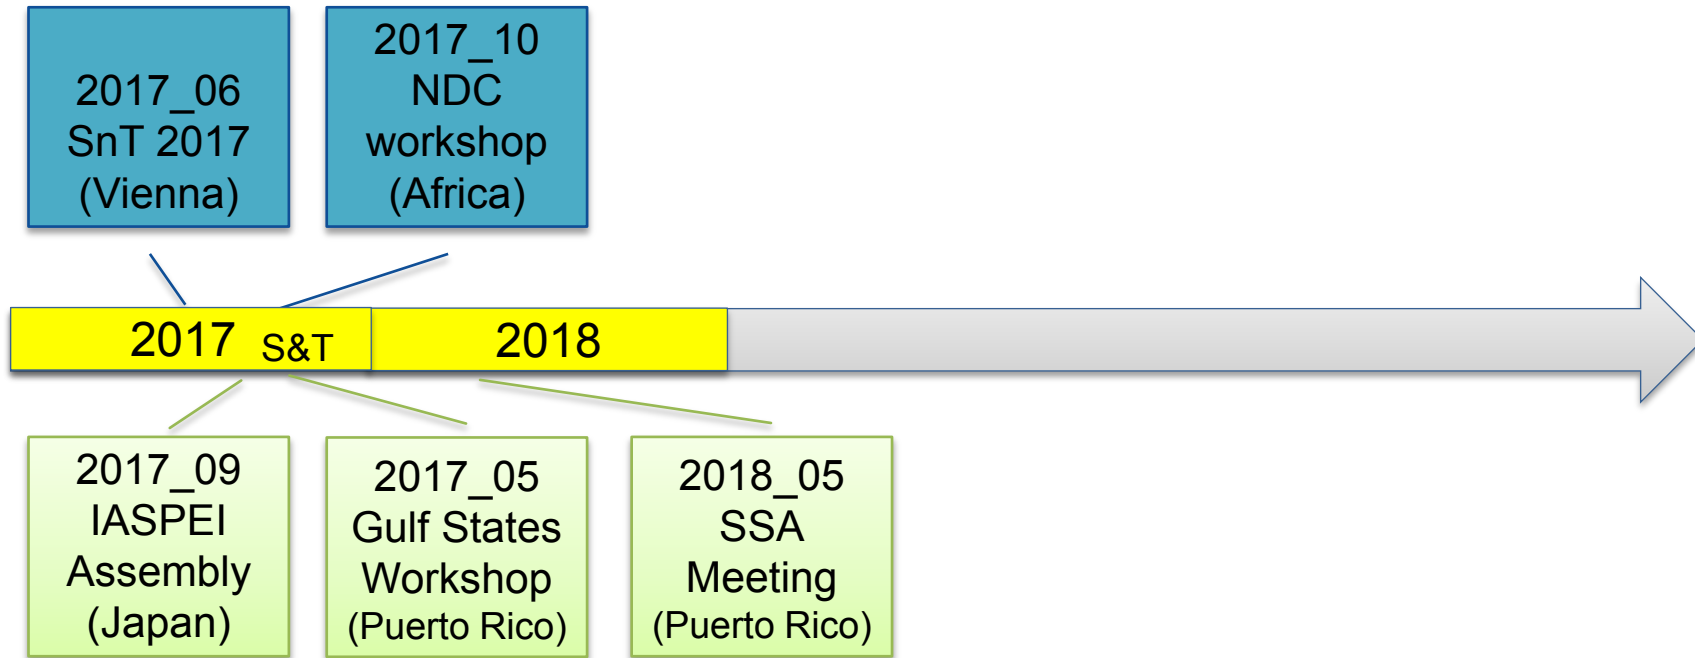 2017_06
SnT 2017
(Vienna)
2017_10
NDC
workshop
(Africa)
2017 S&T
2018
2017_09
IASPEI
Assembly
(Japan)
2017_05
Gulf States
Workshop
(Puerto Rico)
2018_05
SSA
Meeting
(Puerto Rico)